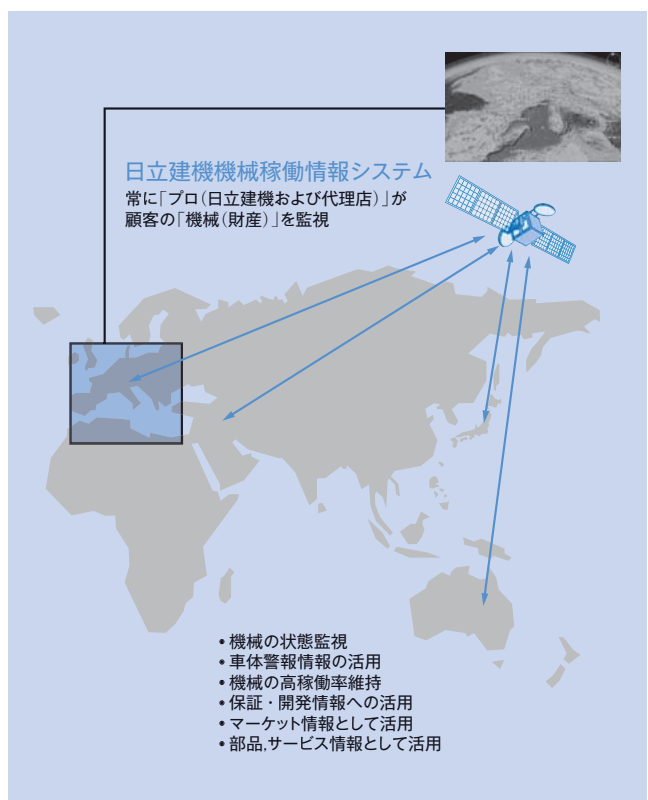 日立建機機械稼働情報システム
常に「プロ（日立建機および代理店）」が
顧客の「機械（財産）」を監視
• 機械の状態監視
• 車体警報情報の活用
• 機械の高稼働率維持
• 保証・開発情報への活用
• マーケット情報として活用
• 部品,サービス情報として活用